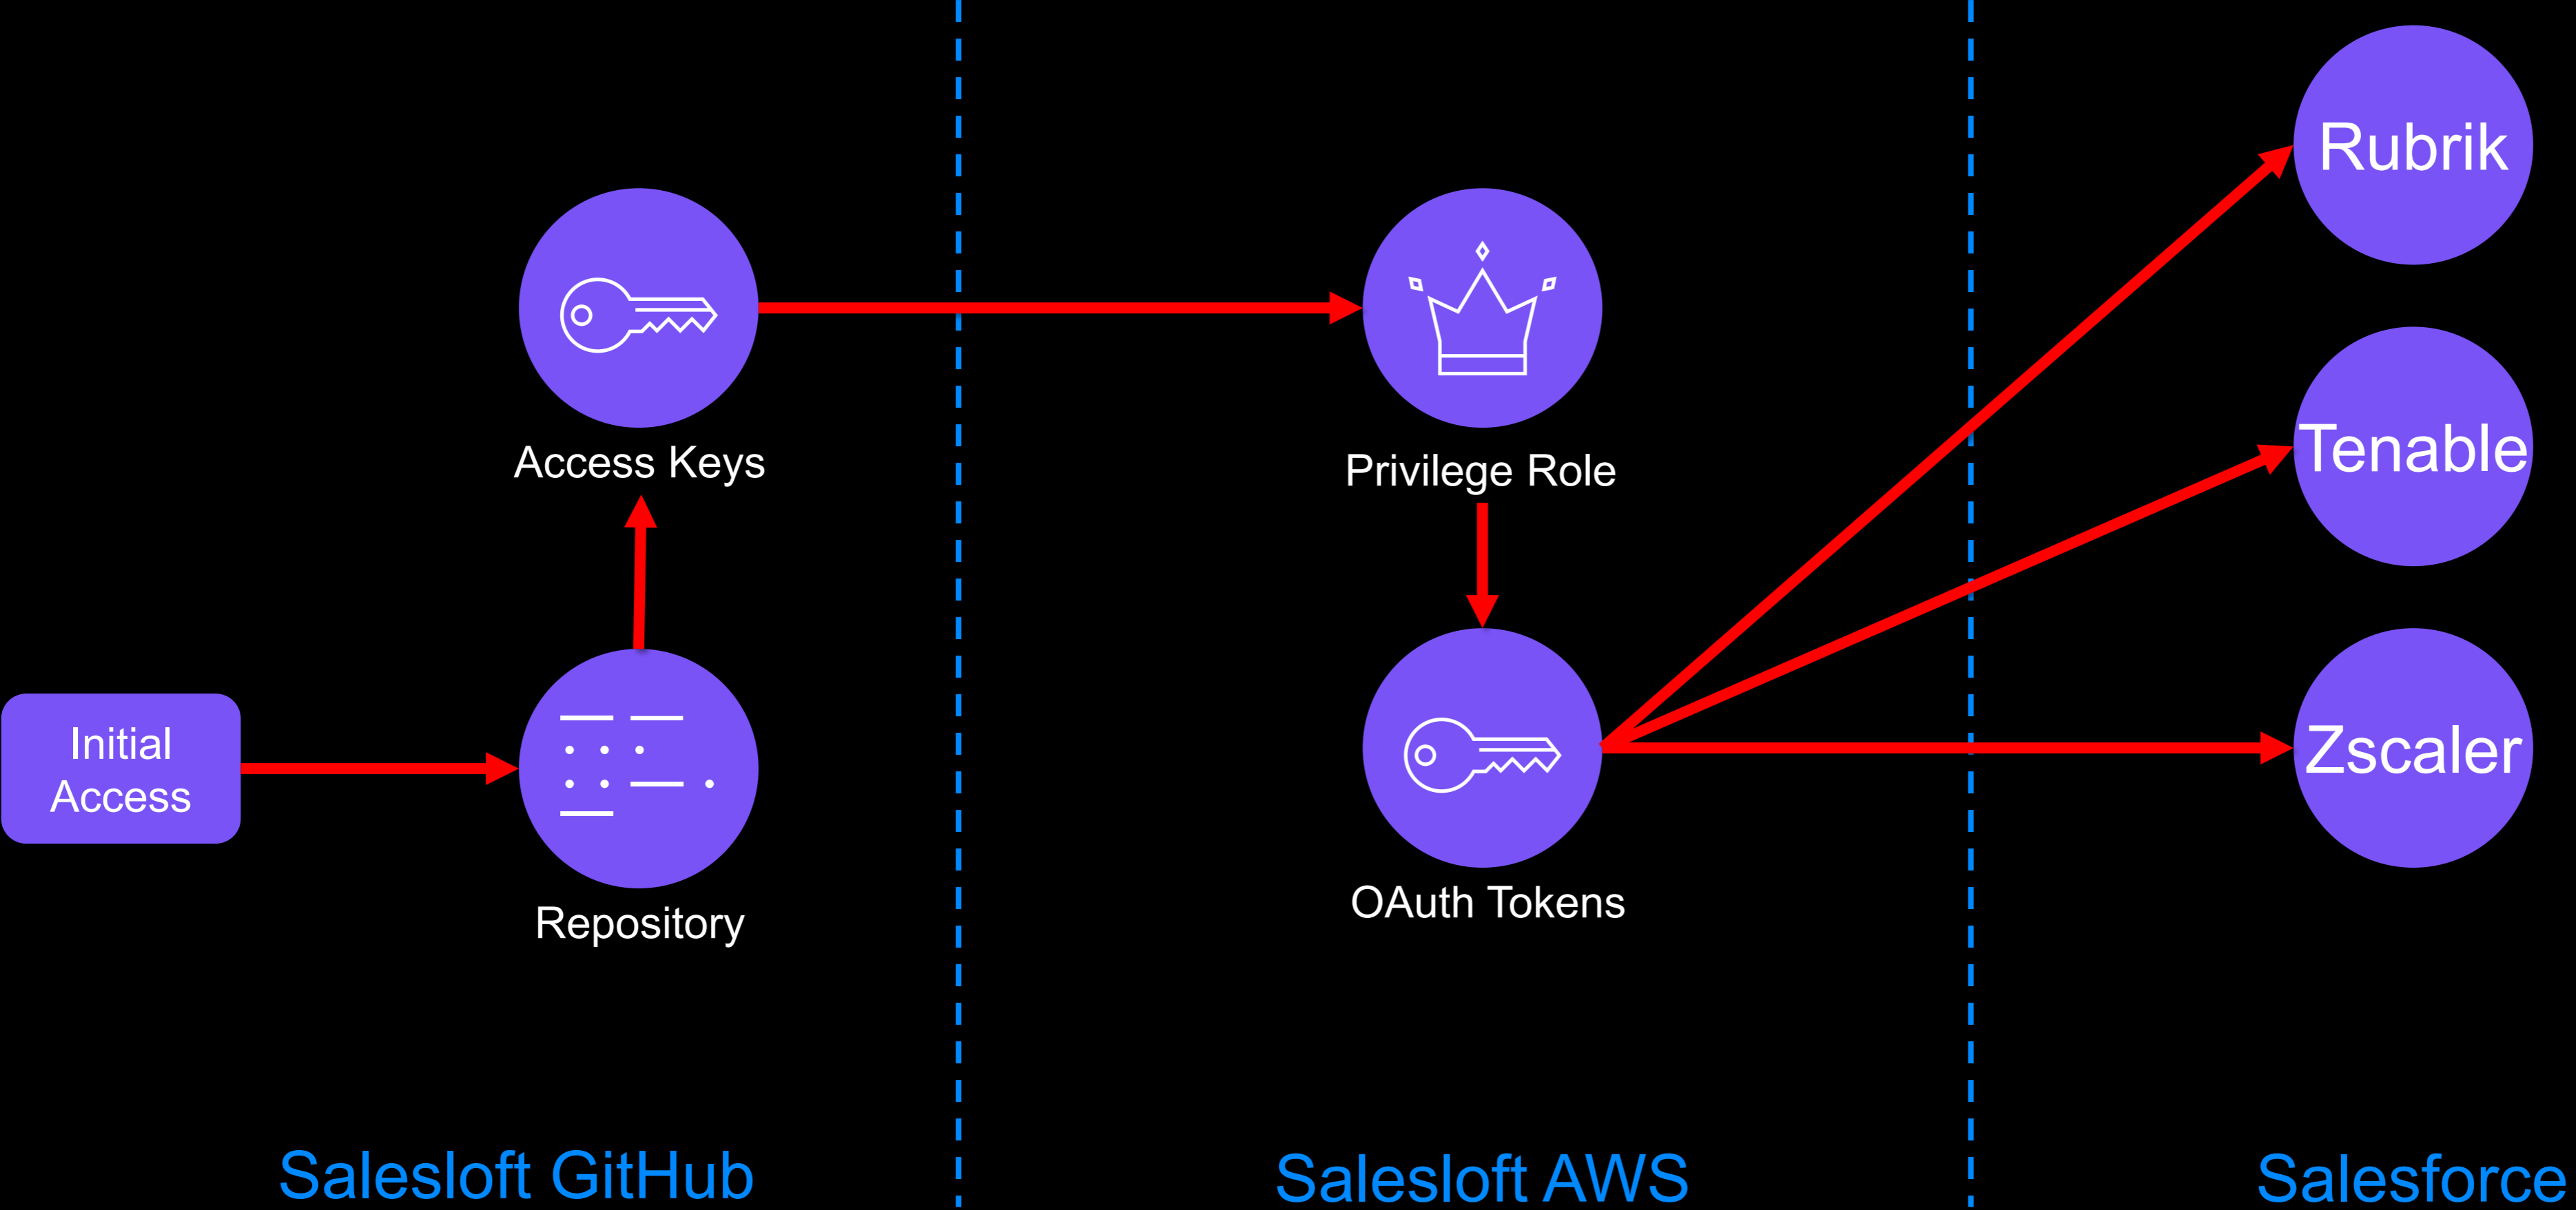 Initial
Access
Repository
Access Keys
Privilege Role
OAuth Tokens
Rubrik
Tenable
Zscaler
Salesloft GitHub
Salesloft AWS
Salesforce